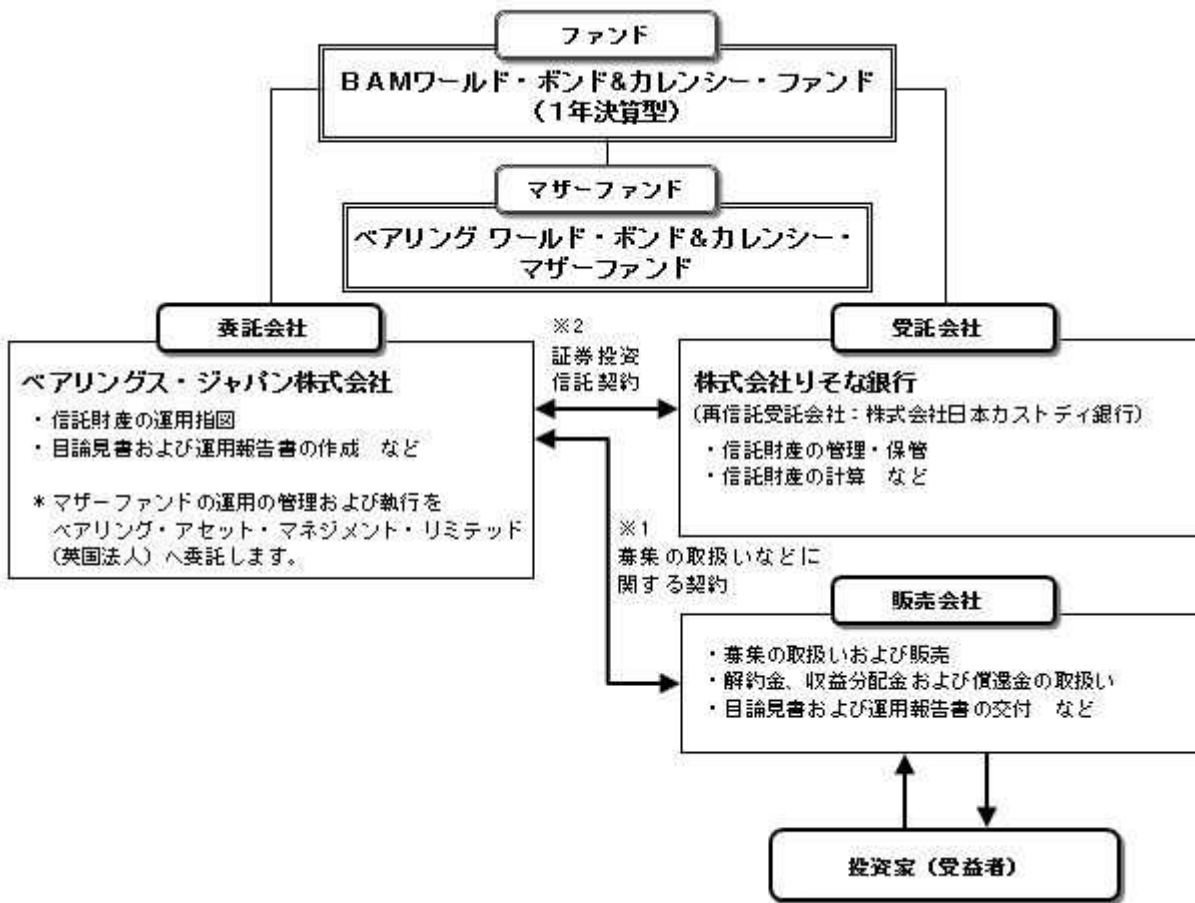 ファンド
BAMワールド・ボンド&カレンシー・ファンド
(1年決算型)
マザーファンド
ベアリング ワールド・ボンド&カレンシー・
マザーファンド
委託会社
ベアリングス・ジャパン株式会社
・信託財産の運用指図
・目論見書および運用報告書の作成 など
＊マザーファンドの運用の管理および執行を
ベアリング・アセット・マネジメント・リミテッド
(英国法人)へ委託します。
※2
証券投資
信託契約
受託会社
株式会社りそな銀行
(再信託受託会社：株式会社日本カストディ銀行)
・信託財産の管理・保管
・信託財産の計算 など
※1
募集の取扱いなどに
関する契約
販売会社
・募集の取扱いおよび販売
・解約金、収益分配金および償還金の取扱い
・目論見書および運用報告書の交付 など
投資家(受益者)